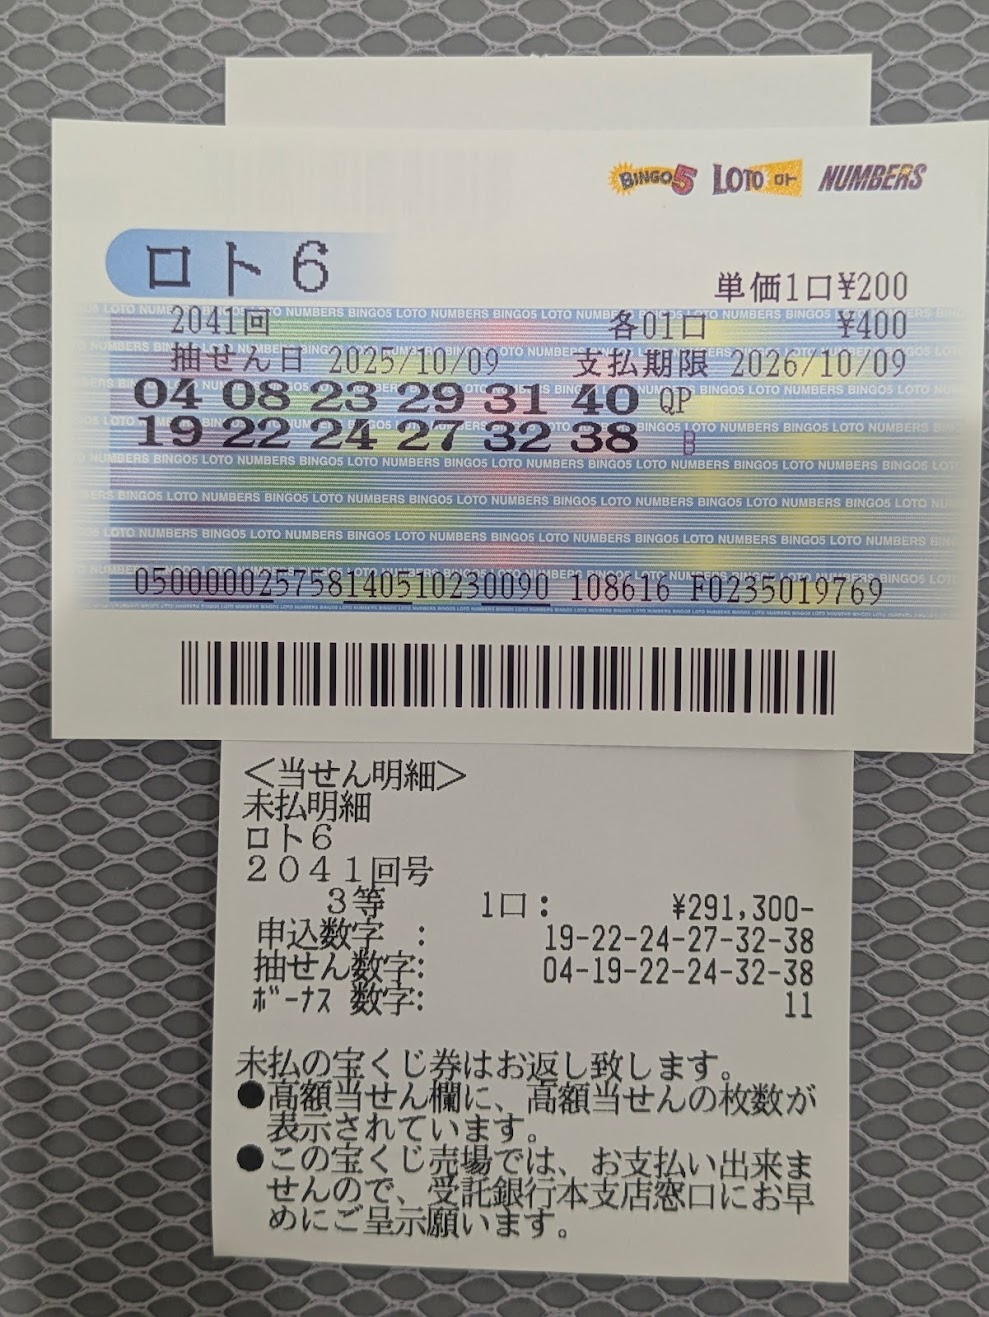 BINGO5 LOTO ロト NUMBERS
ロト6
単価1口¥200
2041回 各01口 ¥400
抽せん日 2025/10/09 支払期限 2026/10/09
04 08 23 29 31 40 QP
19 22 24 27 32 38 B
050000025758140510230090 108616 F0235019769
<当せん明細>
未払明細
ロト6
2041回号
3等 1口: ¥291,300-
申込数字 : 19-22-24-27-32-38
抽せん数字: 04-19-22-24-32-38
ボーナス 数字: 11
未払の宝くじ券はお返し致します。
●高額当せん欄に、高額当せんの枚数が
表示されています。
●この宝くじ売場では、お支払い出来ま
せんので、受託銀行本支店窓口にお早
めにご呈示願います。